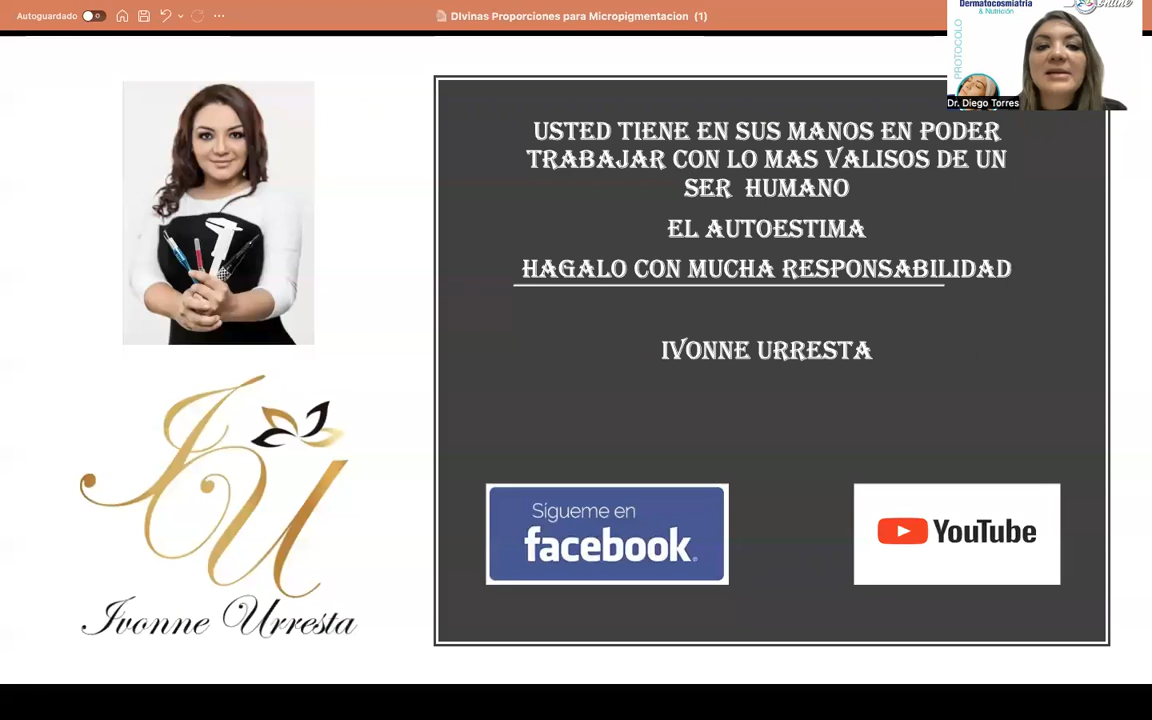 Autoguardado
DIvinas Proporciones para Micropigmentacion (1)
Dermatocosmiatria
& Nutrición
online
PROTOCOLO
Dr. Diego Torres
USTED TIENE EN SUS MANOS EN PODER
TRABAJAR CON LO MAS VALISOS DE UN
SER HUMANO
EL AUTOESTIMA
HAGALO CON MUCHA RESPONSABILIDAD
IVONNE URRESTA
IU
Ivonne Urresta
Sígueme en
facebook
YouTube